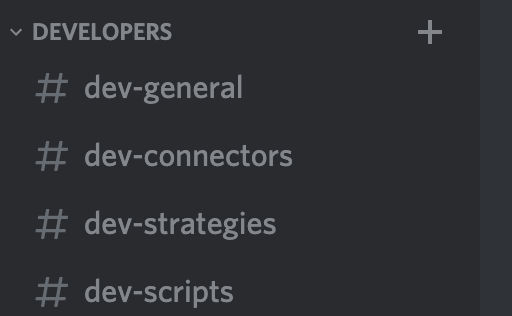 DEVELOPERS
# dev-general
# dev-connectors
# dev-strategies
# dev-scripts